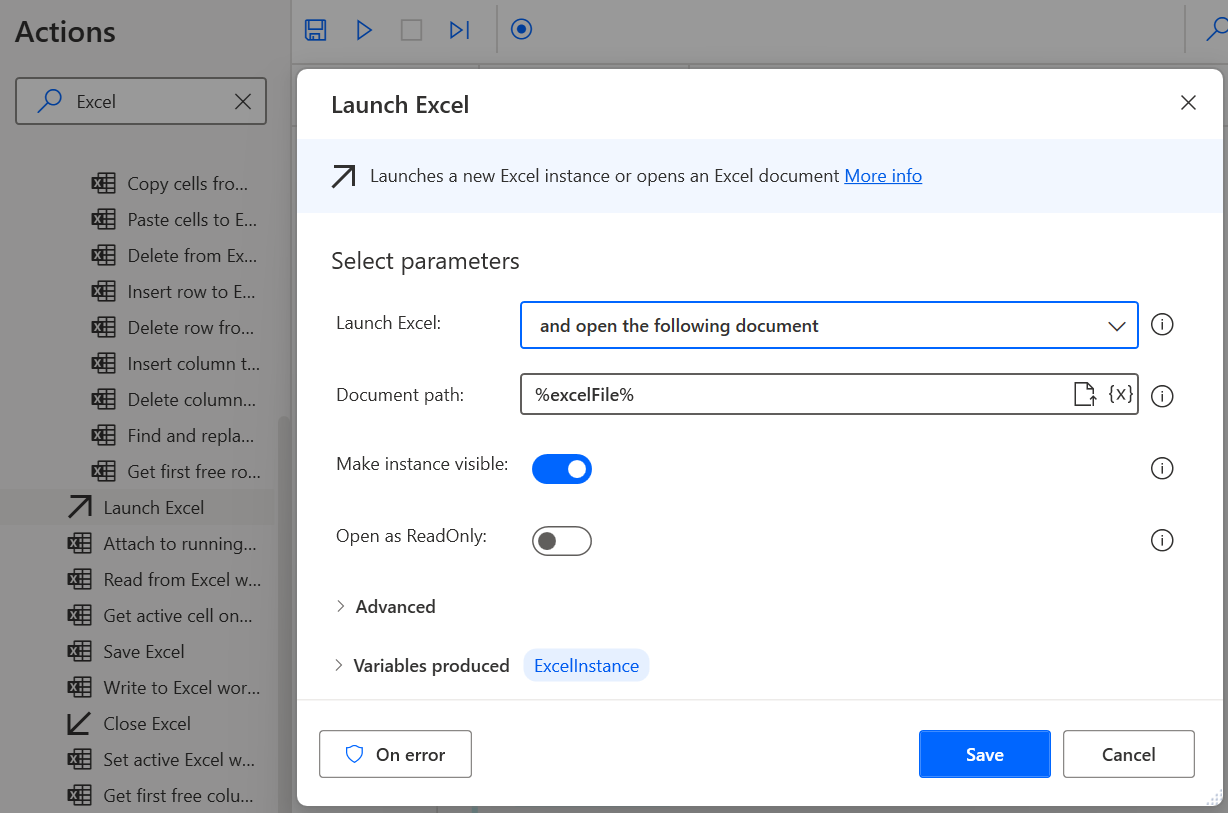 Actions
Excel
Copy cells fro...
Paste cells to E...
Delete from Ex...
Insert row to E...
Delete row fro...
Insert column t...
Delete column...
Find and repla...
Get first free ro...
Launch Excel
Attach to running...
Read from Excel w...
Get active cell on...
Save Excel
Write to Excel wor...
Close Excel
Set active Excel w...
Get first free colu...
Launch Excel
Launches a new Excel instance or opens an Excel document More info
Select parameters
Launch Excel: and open the following document
Document path: %excelFile% {x}
Make instance visible:
Open as ReadOnly:
Advanced
Variables produced ExcelInstance
On error Save Cancel